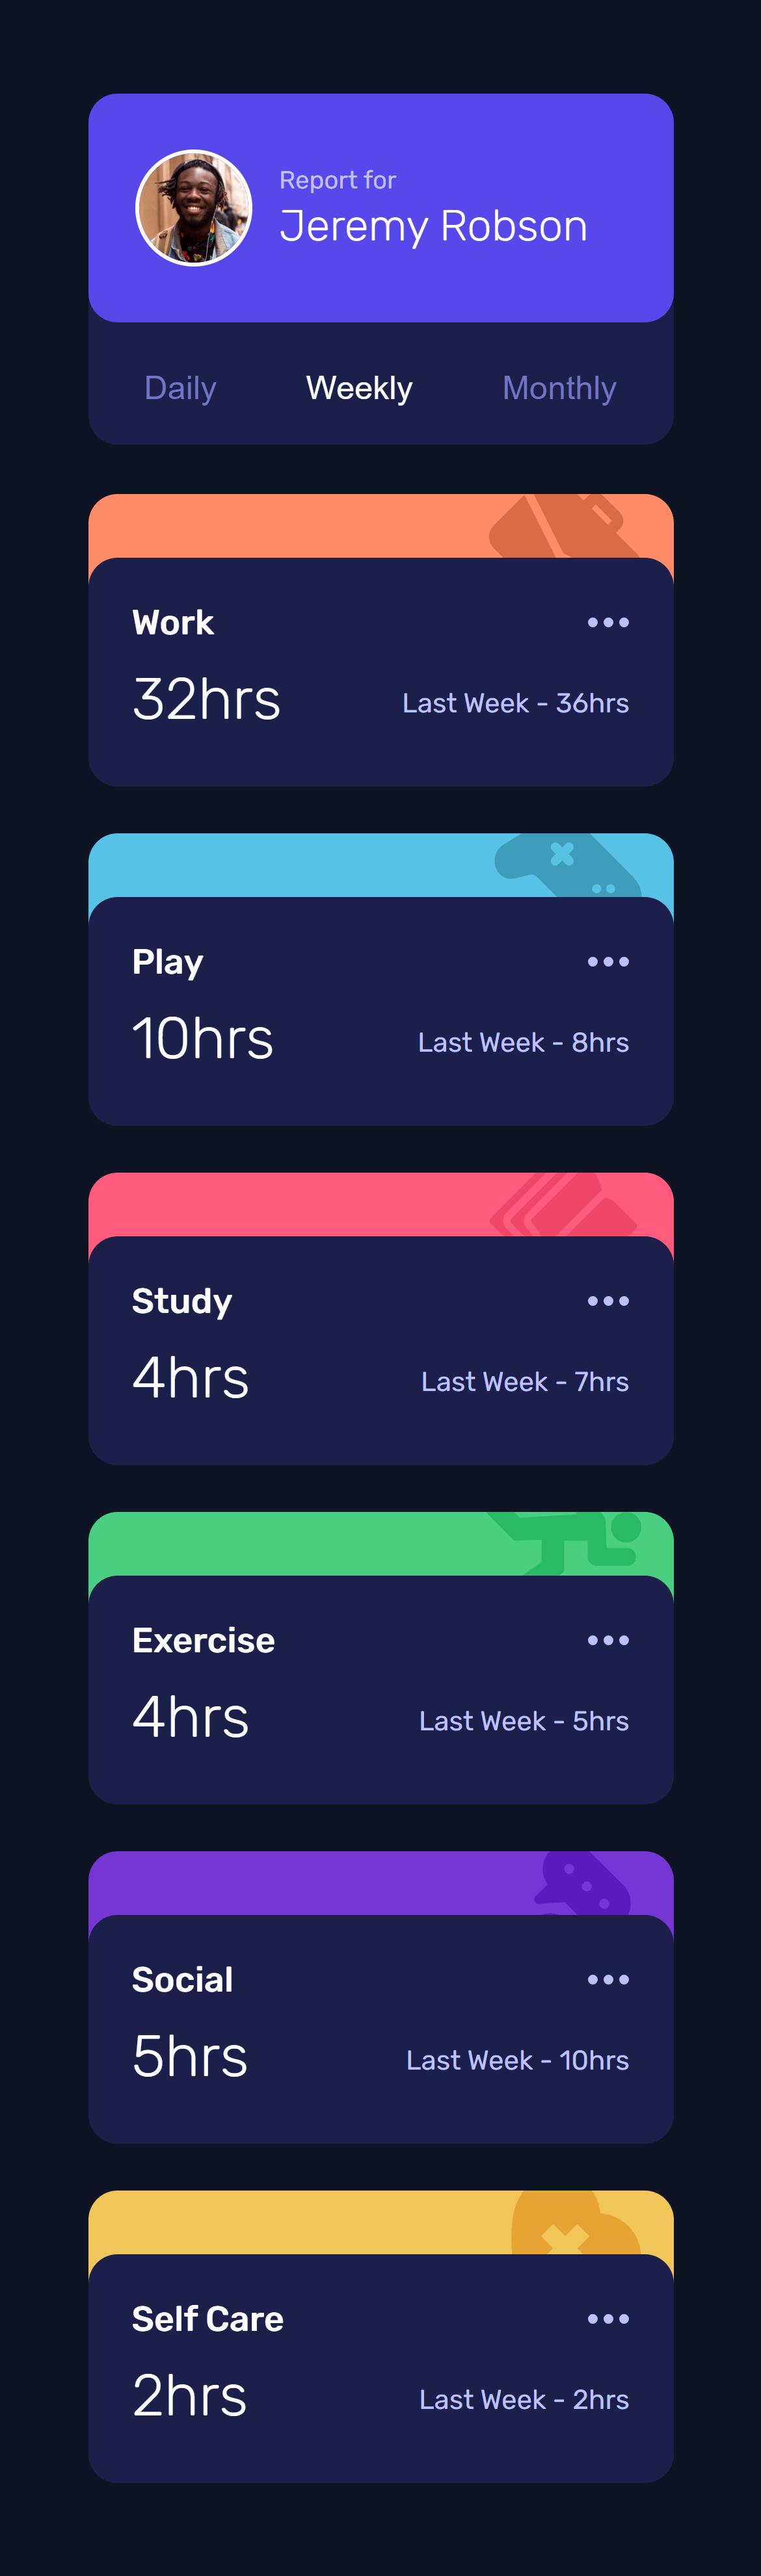 Report for
Jeremy Robson
Daily Weekly Monthly
Work
32hrs Last Week - 36hrs
Play
10hrs Last Week - 8hrs
Study
4hrs Last Week - 7hrs
Exercise
4hrs Last Week - 5hrs
Social
5hrs Last Week - 10hrs
Self Care
2hrs Last Week - 2hrs